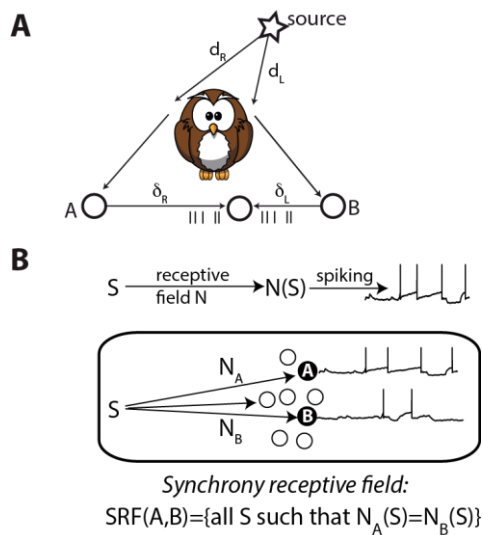 A
source
d_R
d_L
A
δ_R
δ_L
B
B
S
receptive
field N
N(S)
spiking
S
N_A
N_B
A
B
Synchrony receptive field:
SRF(A,B)={all S such that N_A(S)=N_B(S)}